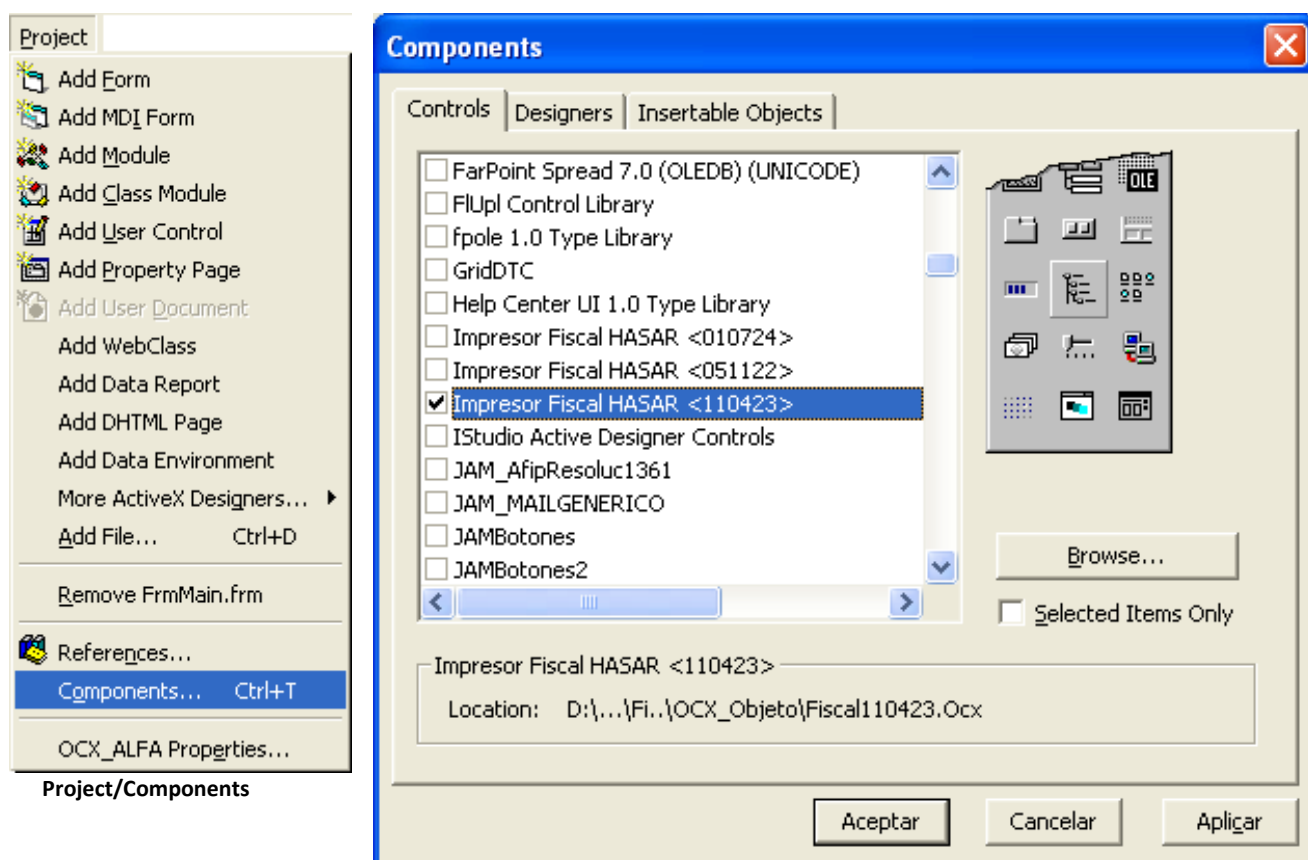 Project
Add Form
Add MDI Form
Add Module
Add Class Module
Add User Control
Add Property Page
Add User Document
Add WebClass
Add Data Report
Add DHTML Page
Add Data Environment
More ActiveX Designers...
Add File... Ctrl+D
Remove FrmMain.frm
References...
Components... Ctrl+T
OCX_ALFA Properties...
Project/Components
Components
Controls Designers Insertable Objects
FarPoint Spread 7.0 (OLEDB) (UNICODE)
FlUpl Control Library
fpole 1.0 Type Library
GridDTC
Help Center UI 1.0 Type Library
Impresor Fiscal HASAR <010724>
Impresor Fiscal HASAR <051122>
Impresor Fiscal HASAR <110423>
IStudio Active Designer Controls
JAM_AfipResoluc1361
JAM_MAILGENERICO
JAMBotones
JAMBotones2
OLE
Browse...
Selected Items Only
Impresor Fiscal HASAR <110423>
Location: D:\...\Fi..\OCX_Objeto\Fiscal110423.Ocx
Aceptar Cancelar Aplicar